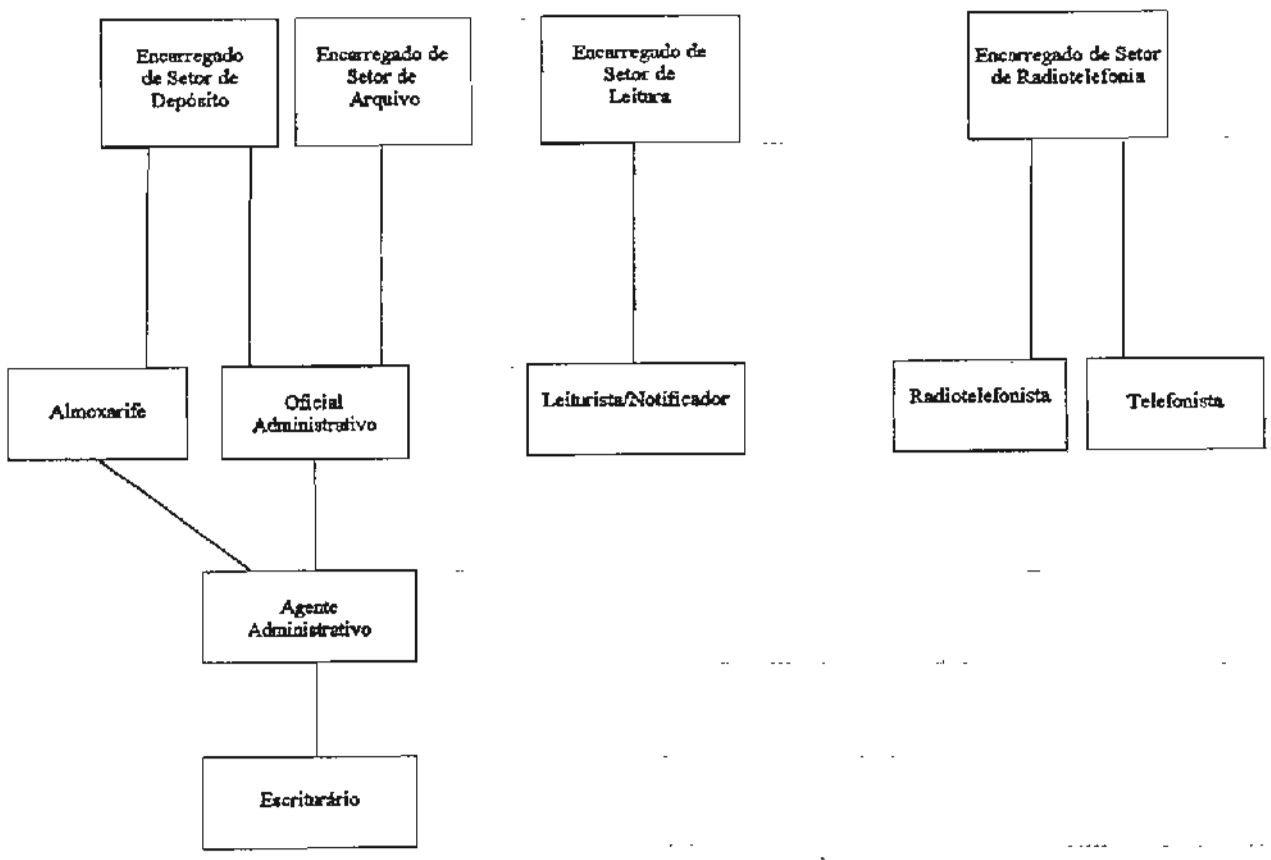 Encarregado
de Setor de
Depósito
Encarregado de
Setor de
Arquivo
Encarregado de
Setor de
Leitura
Encarregado de Setor
de Radiotelefonia
Almoxarife
Oficial
Administrativo
Leiturista/Notificador
Radiotelefonista
Telefonista
Agente
Administrativo
Escriturário